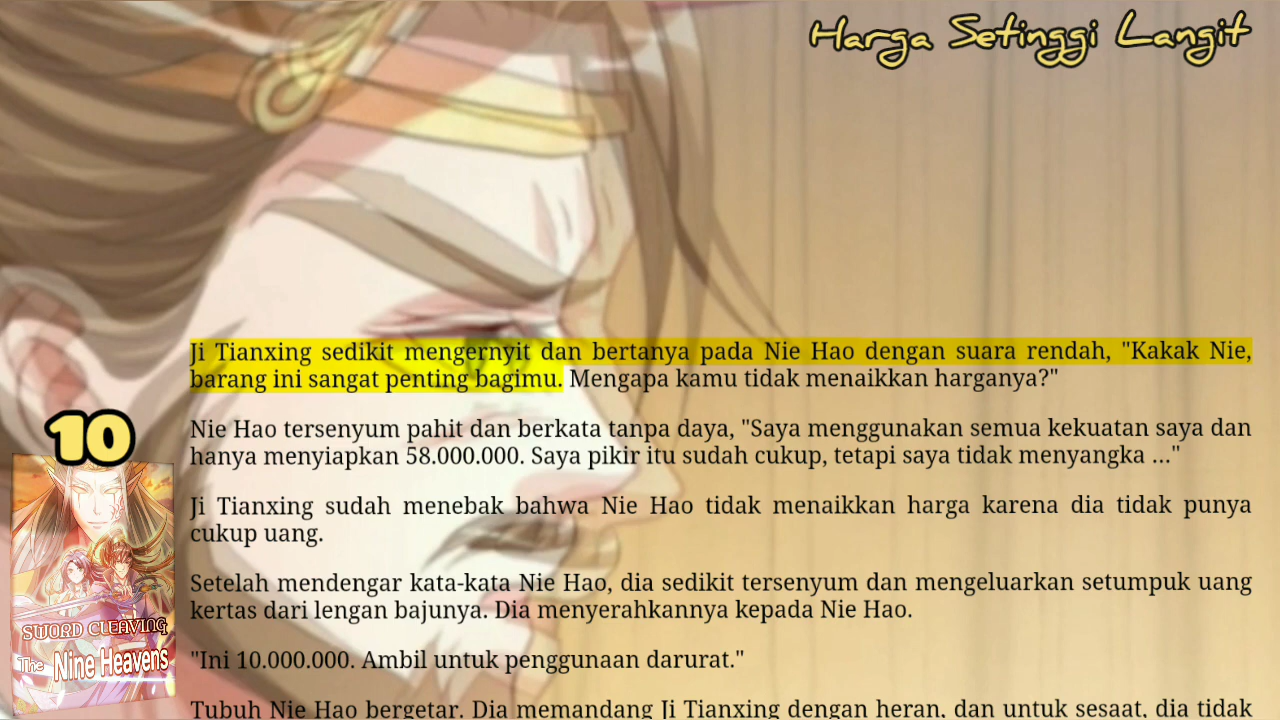 Harga Setinggi Langit
Ji Tianxing sedikit mengernyit dan bertanya pada Nie Hao dengan suara rendah, "Kakak Nie,
barang ini sangat penting bagimu. Mengapa kamu tidak menaikkan harganya?"
Nie Hao tersenyum pahit dan berkata tanpa daya, "Saya menggunakan semua kekuatan saya dan
hanya menyiapkan 58.000.000. Saya pikir itu sudah cukup, tetapi saya tidak menyangka ..."
Ji Tianxing sudah menebak bahwa Nie Hao tidak menaikkan harga karena dia tidak punya
cukup uang.
Setelah mendengar kata-kata Nie Hao, dia sedikit tersenyum dan mengeluarkan setumpuk uang
kertas dari lengan bajunya. Dia menyerahkannya kepada Nie Hao.
"Ini 10.000.000. Ambil untuk penggunaan darurat."
Tubuh Nie Hao bergetar. Dia memandang Ji Tianxing dengan heran, dan untuk sesaat, dia tidak
10
SWORD CLEAVING
The Nine Heavens